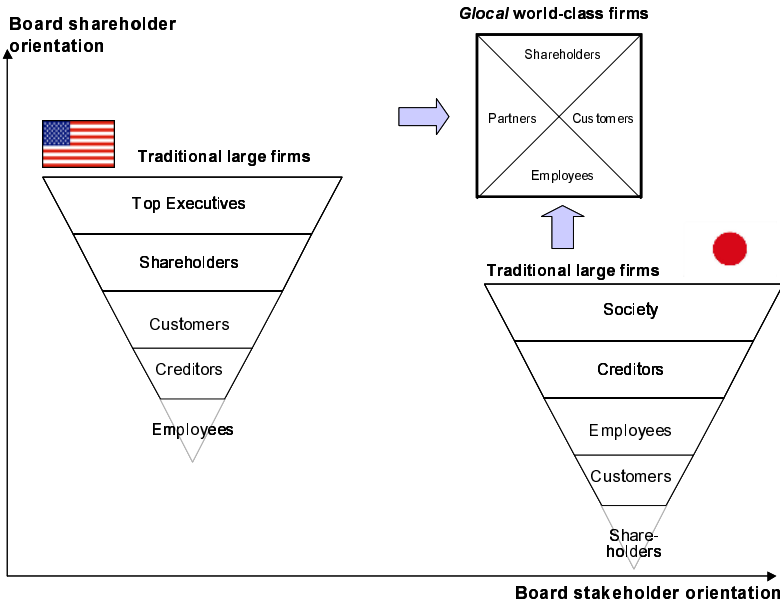 Board shareholder
orientation
Glocal world-class firms
Shareholders
Partners
Customers
Employees
Traditional large firms
Top Executives
Shareholders
Customers
Creditors
Employees
Traditional large firms
Society
Creditors
Employees
Customers
Share-
holders
Board stakeholder orientation